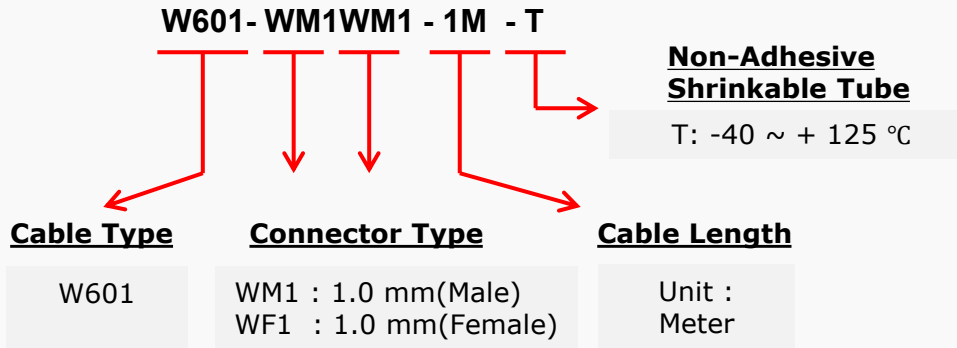 W601- WM1WM1 - 1M - T
Non-Adhesive
Shrinkable Tube
T: -40 ~ + 125 ℃
Cable Type
W601
Connector Type
WM1 : 1.0 mm(Male)
WF1 : 1.0 mm(Female)
Cable Length
Unit :
Meter